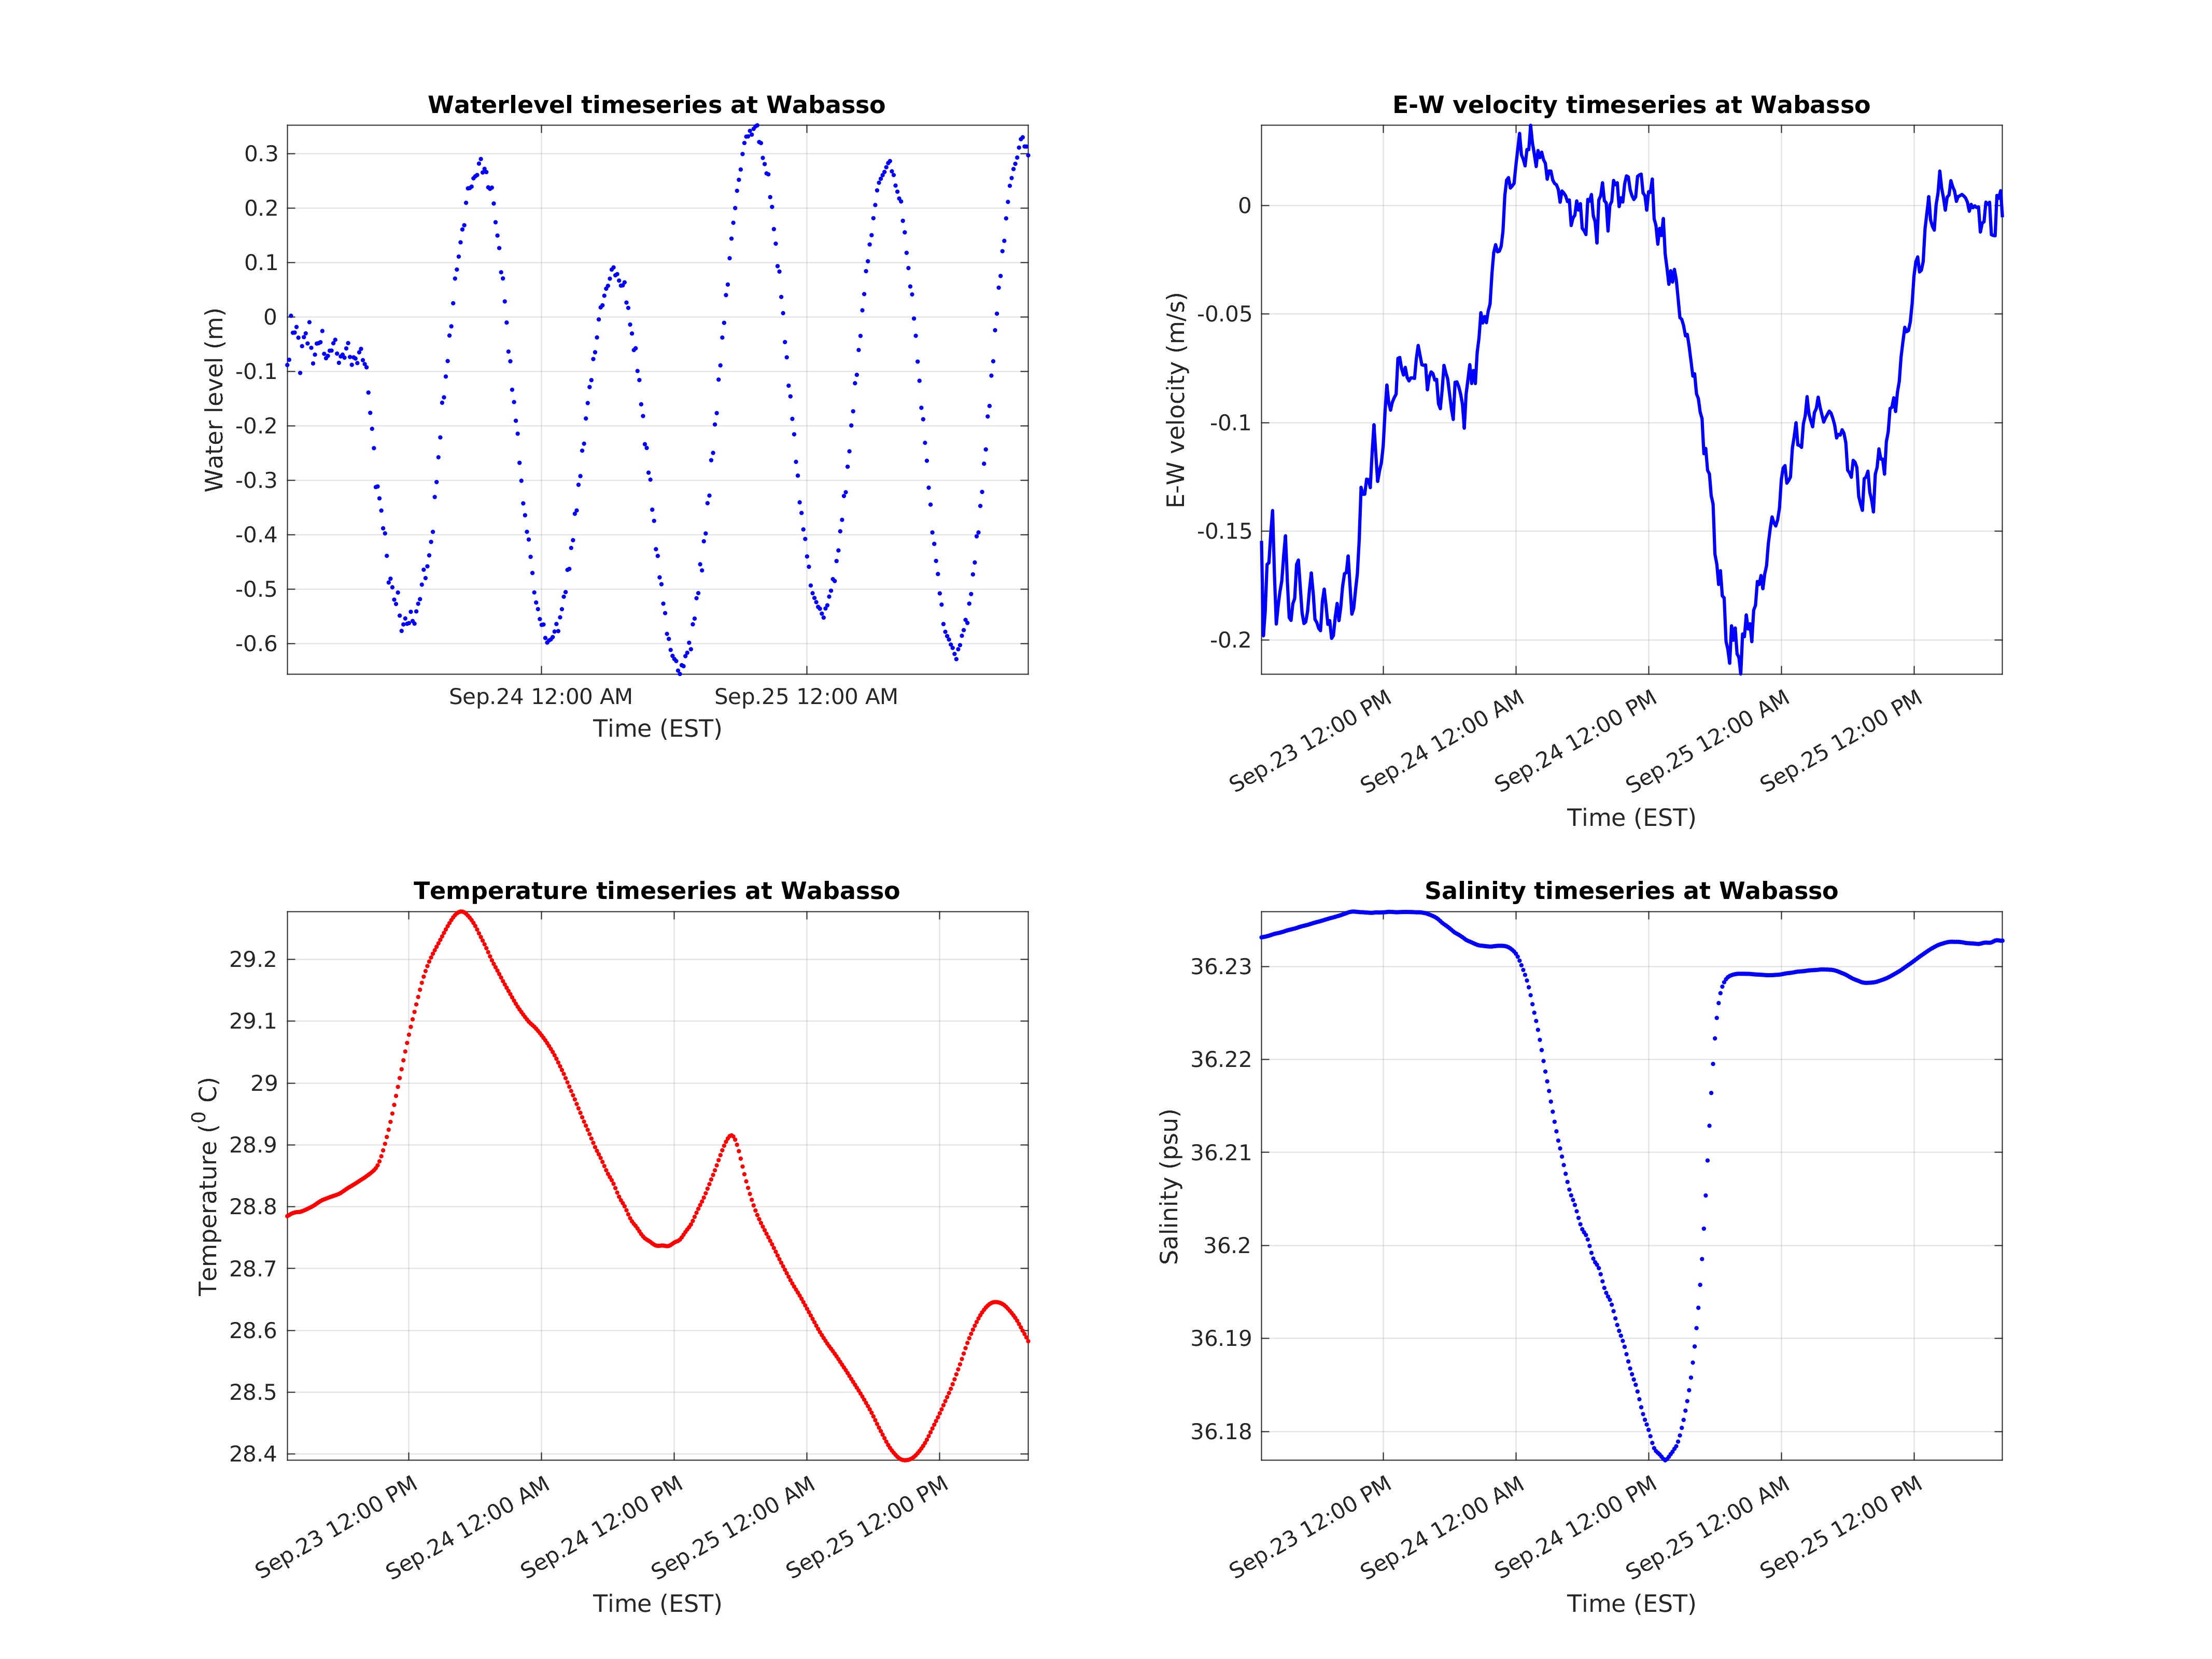 Waterlevel timeseries at Wabasso
0.3
0.2
0.1
0
-0.1
-0.2
-0.3
-0.4
-0.5
-0.6
Water level (m)
Sep.24 12:00 AM
Sep.25 12:00 AM
Time (EST)
E-W velocity timeseries at Wabasso
0
-0.05
-0.1
-0.15
-0.2
E-W velocity (m/s)
Sep.23 12:00 PM
Sep.24 12:00 AM
Sep.24 12:00 PM
Sep.25 12:00 AM
Sep.25 12:00 PM
Time (EST)
Temperature timeseries at Wabasso
29.2
29.1
29
28.9
28.8
28.7
28.6
28.5
28.4
Temperature (⁰ C)
Sep.23 12:00 PM
Sep.24 12:00 AM
Sep.24 12:00 PM
Sep.25 12:00 AM
Sep.25 12:00 PM
Time (EST)
Salinity timeseries at Wabasso
36.23
36.22
36.21
36.2
36.19
36.18
Salinity (psu)
Sep.23 12:00 PM
Sep.24 12:00 AM
Sep.24 12:00 PM
Sep.25 12:00 AM
Sep.25 12:00 PM
Time (EST)